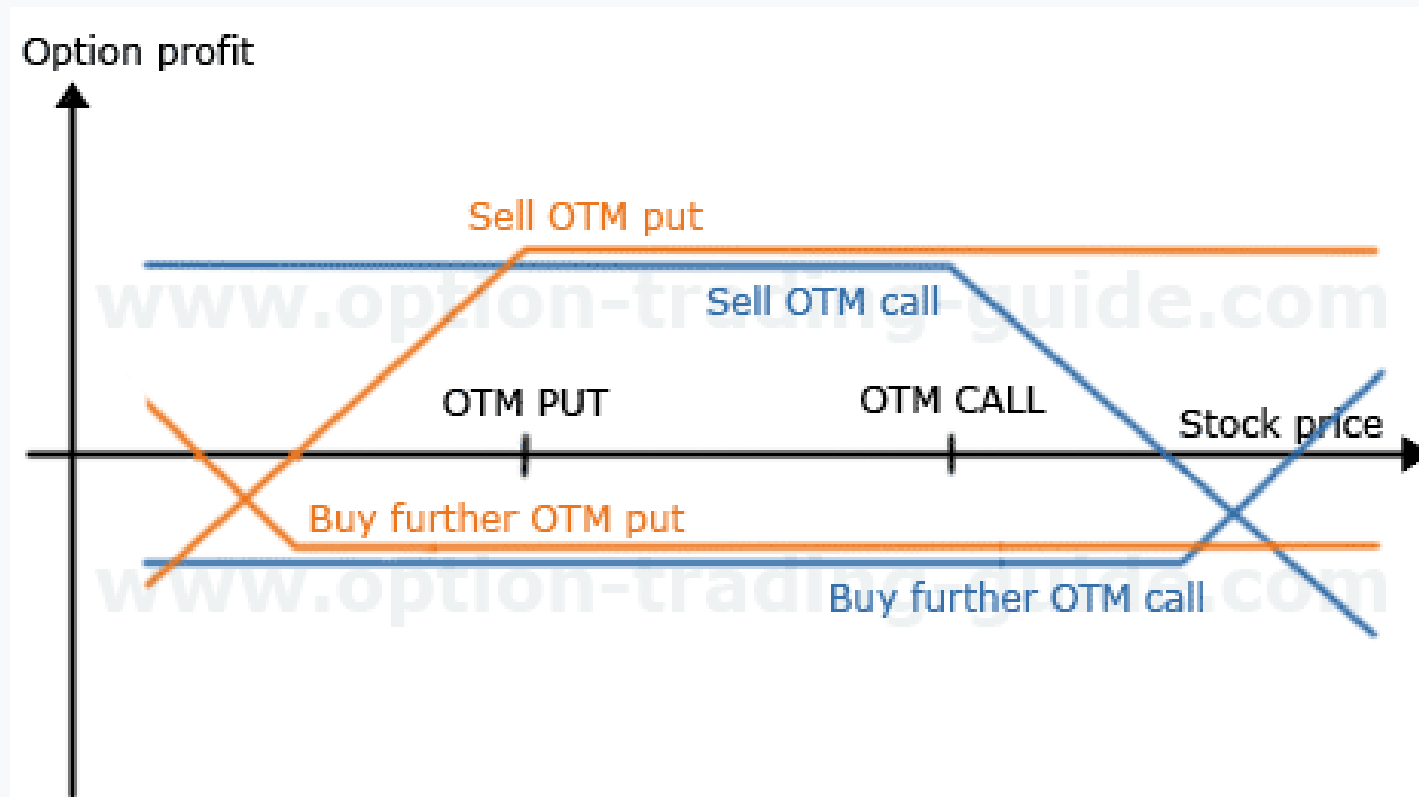 Option profit
Sell OTM put
www.option-trading-guide.com
Sell OTM call
OTM PUT
OTM CALL
Stock price
Buy further OTM put
www.option-trading-guide.com
Buy further OTM call